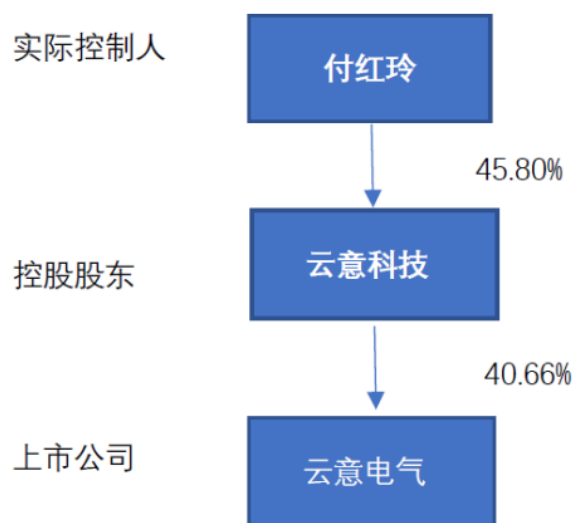 实际控制人
付红玲
45.80%
控股股东
云意科技
40.66%
上市公司
云意电气